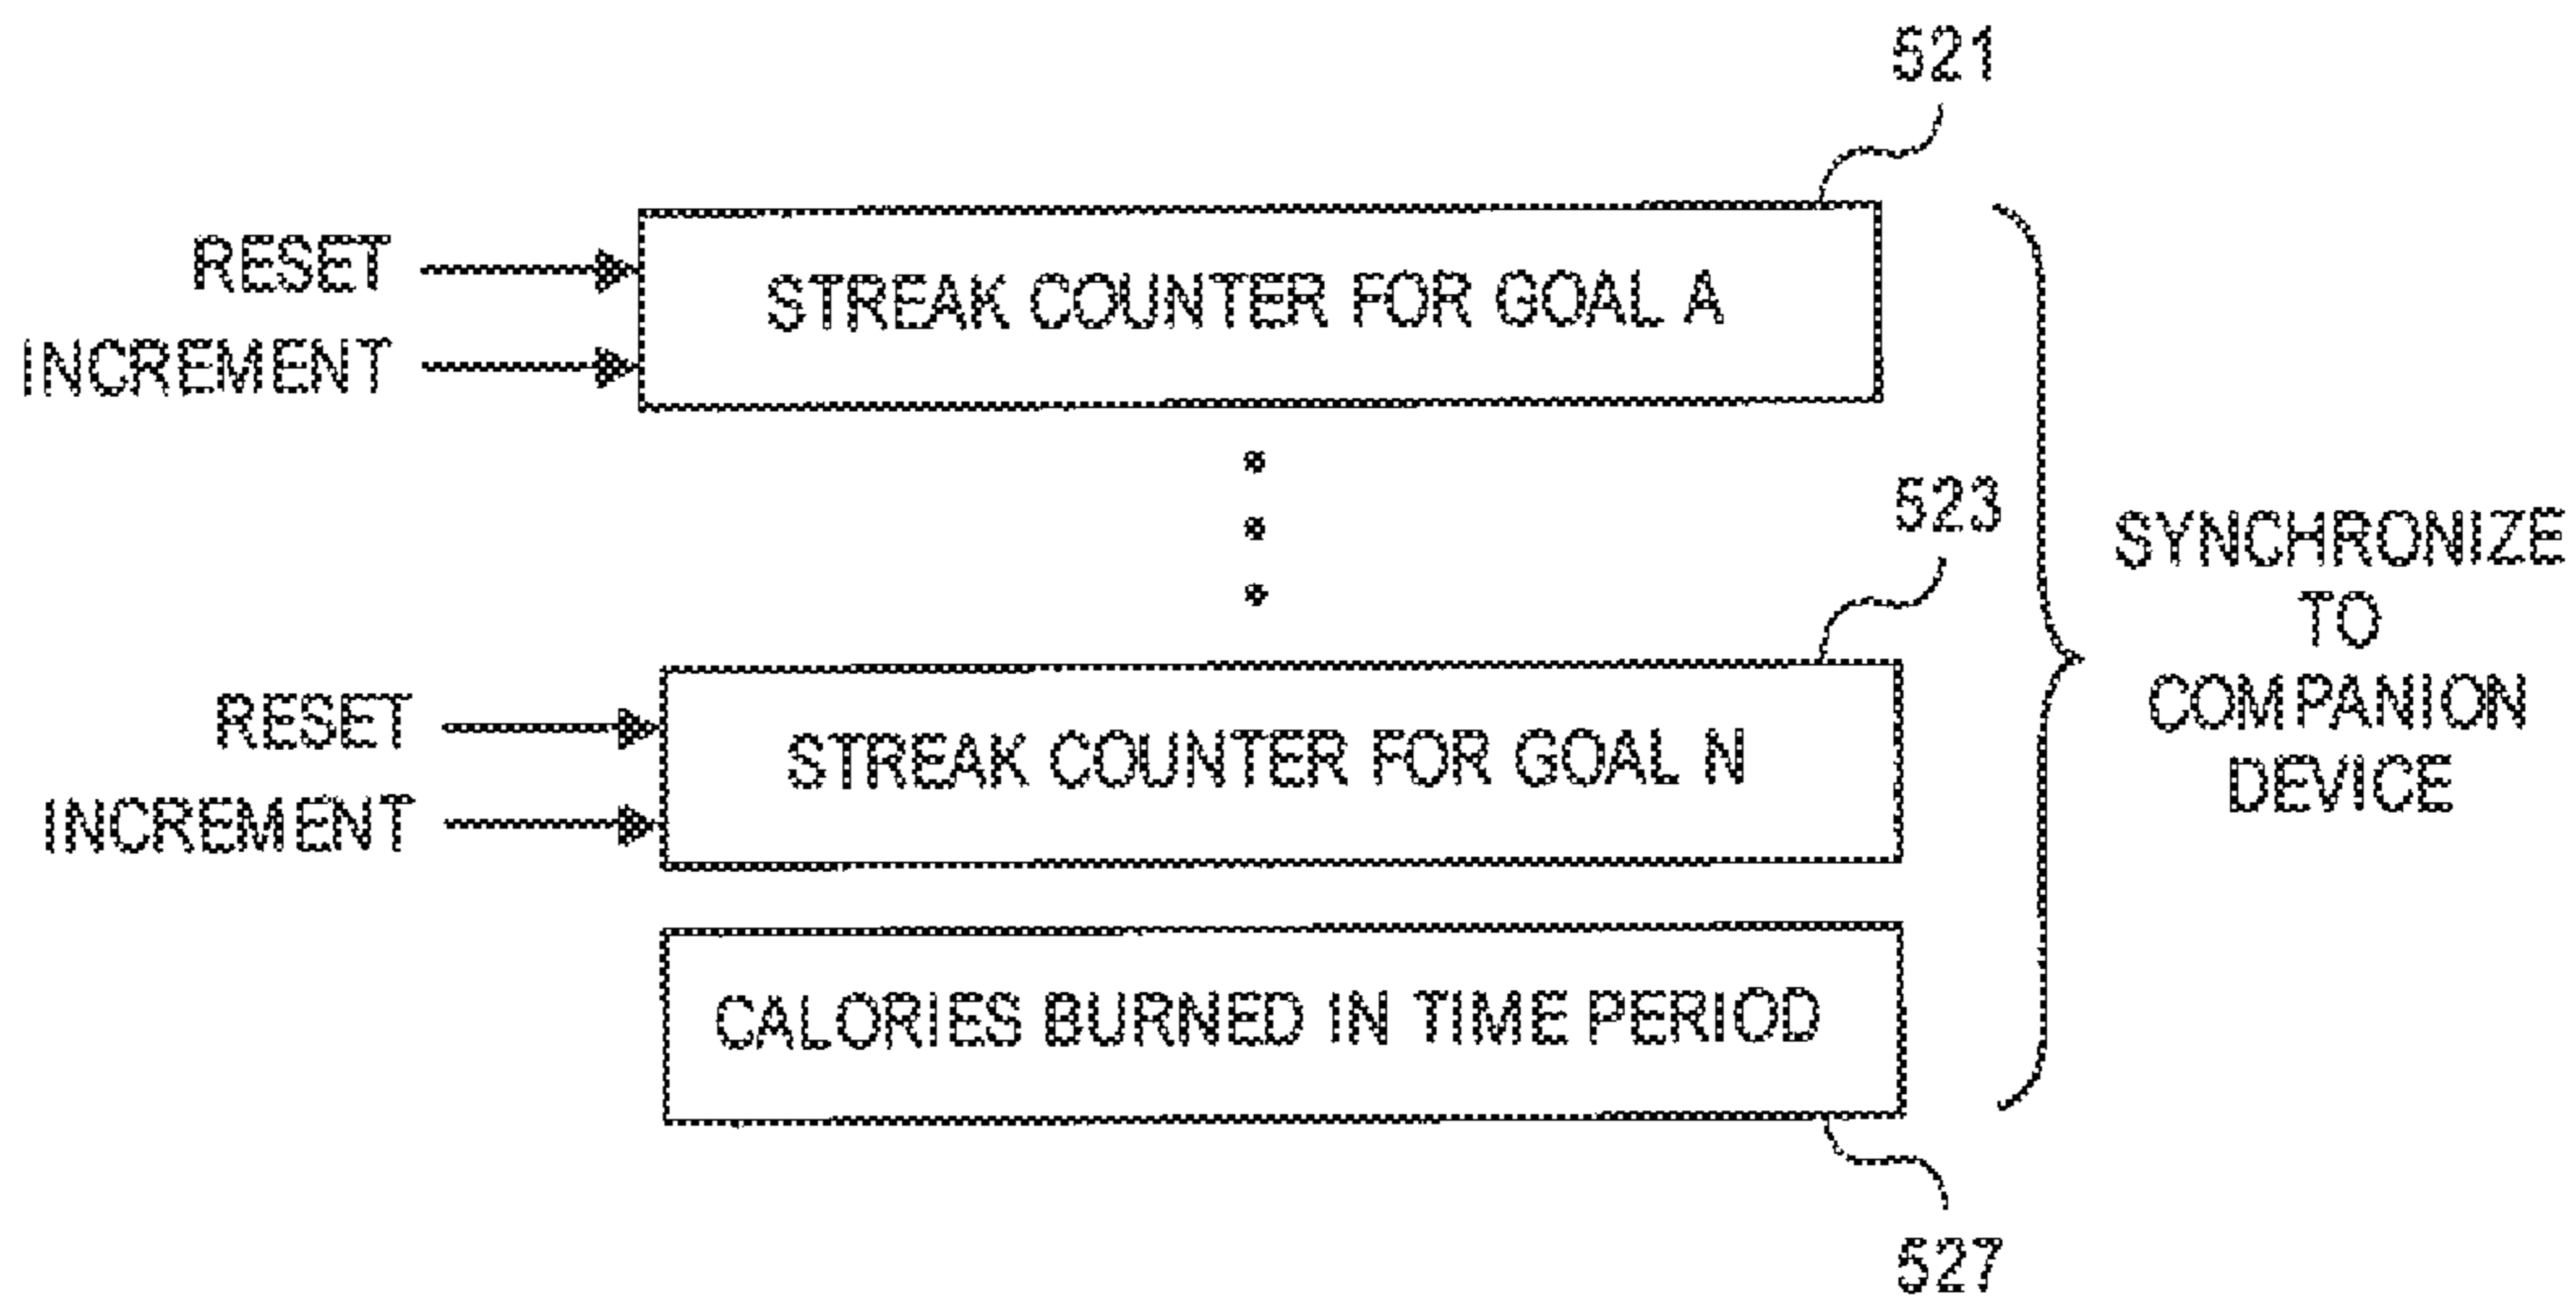 521
RESET
INCREMENT
STREAK COUNTER FOR GOAL A
523
RESET
INCREMENT
STREAK COUNTER FOR GOAL N
CALORIES BURNED IN TIME PERIOD
527
SYNCHRONIZE
TO
COMPANION
DEVICE